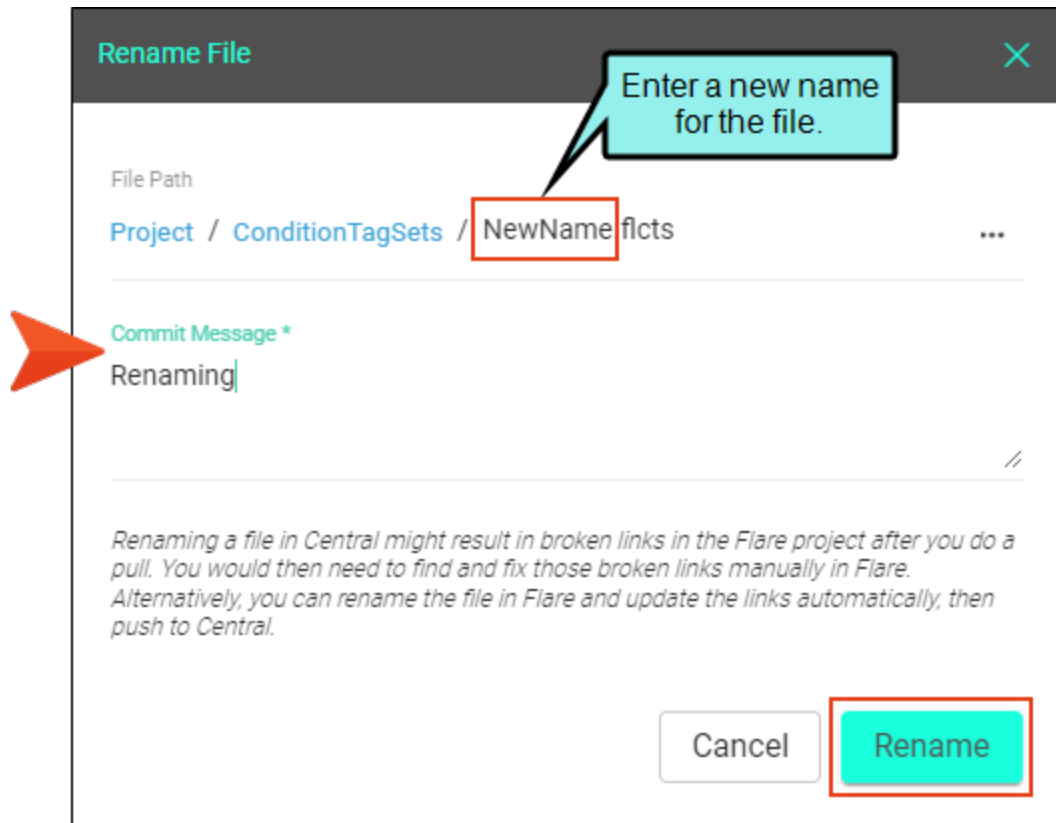 Rename File
Enter a new name
for the file.
File Path
Project / ConditionTagSets / NewName flcts
...
Commit Message *
Renaming
Renaming a file in Central might result in broken links in the Flare project after you do a
pull. You would then need to find and fix those broken links manually in Flare.
Alternatively, you can rename the file in Flare and update the links automatically, then
push to Central.
Cancel
Rename